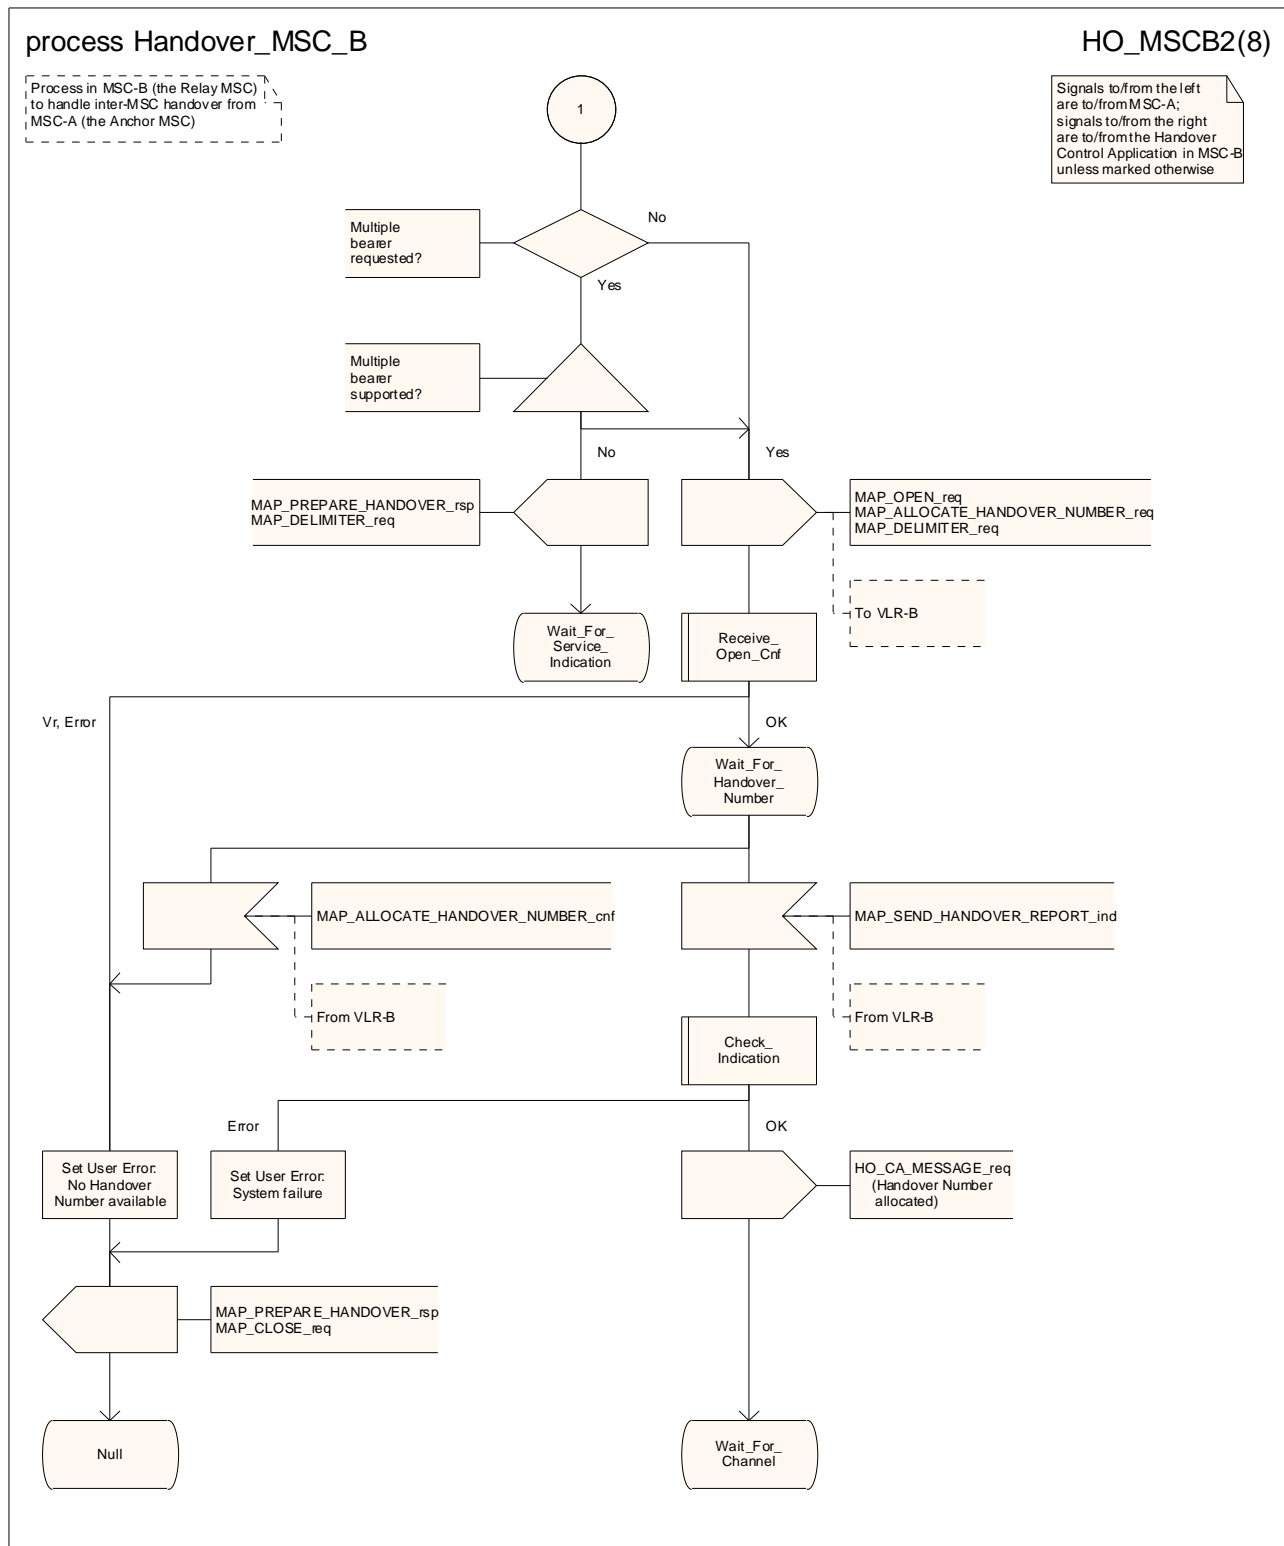 process Handover_MSC_B
HO_MSCB2(8)
Process in MSC-B (the Relay MSC)
to handle inter-MSC handover from
MSC-A (the Anchor MSC)
1
Signals to/from the left
are to/from MSC-A;
signals to/from the right
are to/from the Handover
Control Application in MSC-B
unless marked otherwise
Multiple
bearer
requested?
No
Yes
Multiple
bearer
supported?
No
Yes
MAP_PREPARE_HANDOVER_rsp
MAP_DELIMITER_req
MAP_OPEN_req
MAP_ALLOCATE_HANDOVER_NUMBER_req
MAP_DELIMITER_req
To VLR-B
Wait_For_
Service_
Indication
Receive_
Open_Cnf
Vr, Error
OK
Wait_For_
Handover_
Number
MAP_ALLOCATE_HANDOVER_NUMBER_cnf
MAP_SEND_HANDOVER_REPORT_ind
From VLR-B
From VLR-B
Check_
Indication
Error
OK
Set User Error:
No Handover
Number available
Set User Error:
System failure
HO_CA_MESSAGE_req
(Handover Number
allocated)
MAP_PREPARE_HANDOVER_rsp
MAP_CLOSE_req
Null
Wait_For_
Channel